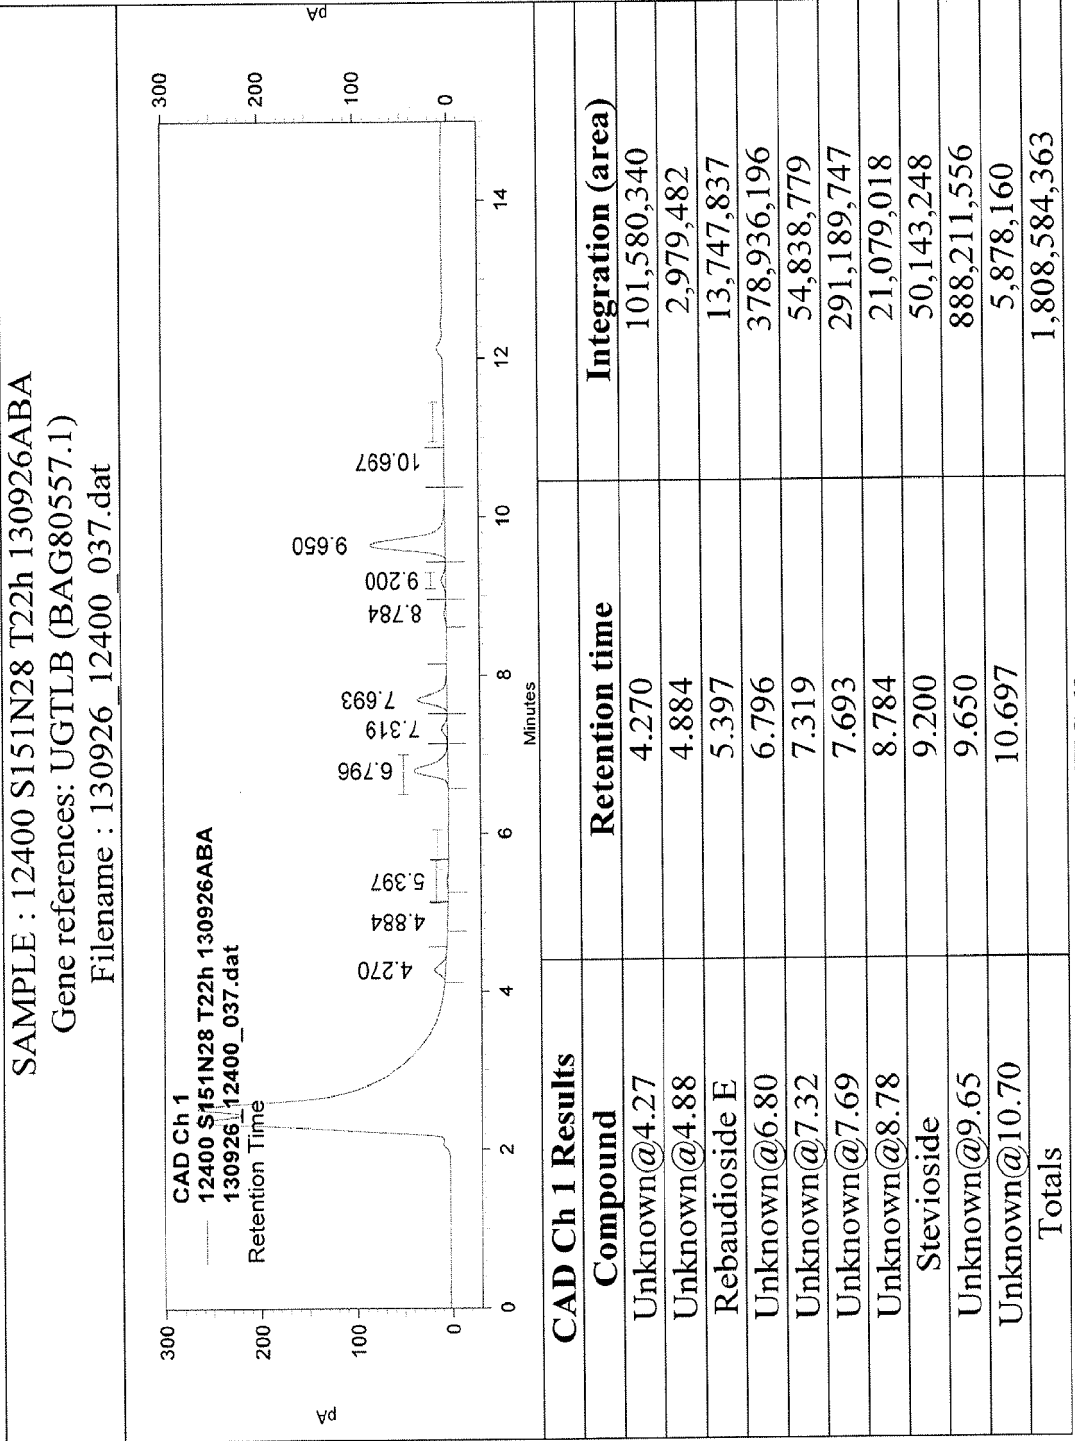 SAMPLE : 12400 S151N28 T22h 130926ABA
Gene references: UGTLB (BAG80557.1)
Filename : 130926_12400_037.dat
CAD Ch 1
12400 S151N28 T22h 130926ABA
130926_12400_037.dat
Retention Time
pA
300
200
100
0
pA
300
200
100
0
4.270
4.884
5.397
6.796
7.319
7.693
8.784
9.200
9.650
10.697
0 2 4 6 8 10 12 14
Minutes
CAD Ch 1 Results
Compound Retention time Integration (area)
Unknown@4.27 4.270 101,580,340
Unknown@4.88 4.884 2,979,482
Rebaudioside E 5.397 13,747,837
Unknown@6.80 6.796 378,936,196
Unknown@7.32 7.319 54,838,779
Unknown@7.69 7.693 291,189,747
Unknown@8.78 8.784 21,079,018
Stevioside 9.200 50,143,248
Unknown@9.65 9.650 888,211,556
Unknown@10.70 10.697 5,878,160
Totals 1,808,584,363